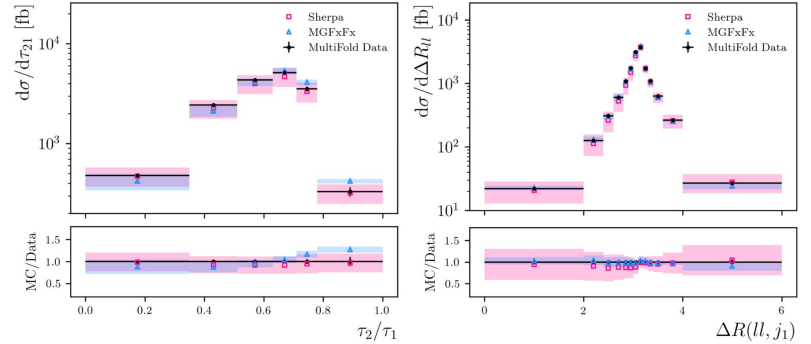 dσ/dτ21 [fb]
Sherpa
MGFxFx
MultiFold Data
10^4
10^3
MC/Data
1.5
1.0
0.5
0.0 0.2 0.4 0.6 0.8 1.0
τ2/τ1
dσ/dΔRll [fb]
Sherpa
MGFxFx
MultiFold Data
10^4
10^3
10^2
10^1
MC/Data
1.5
1.0
0.5
0 2 4 6
ΔR(ll, j1)